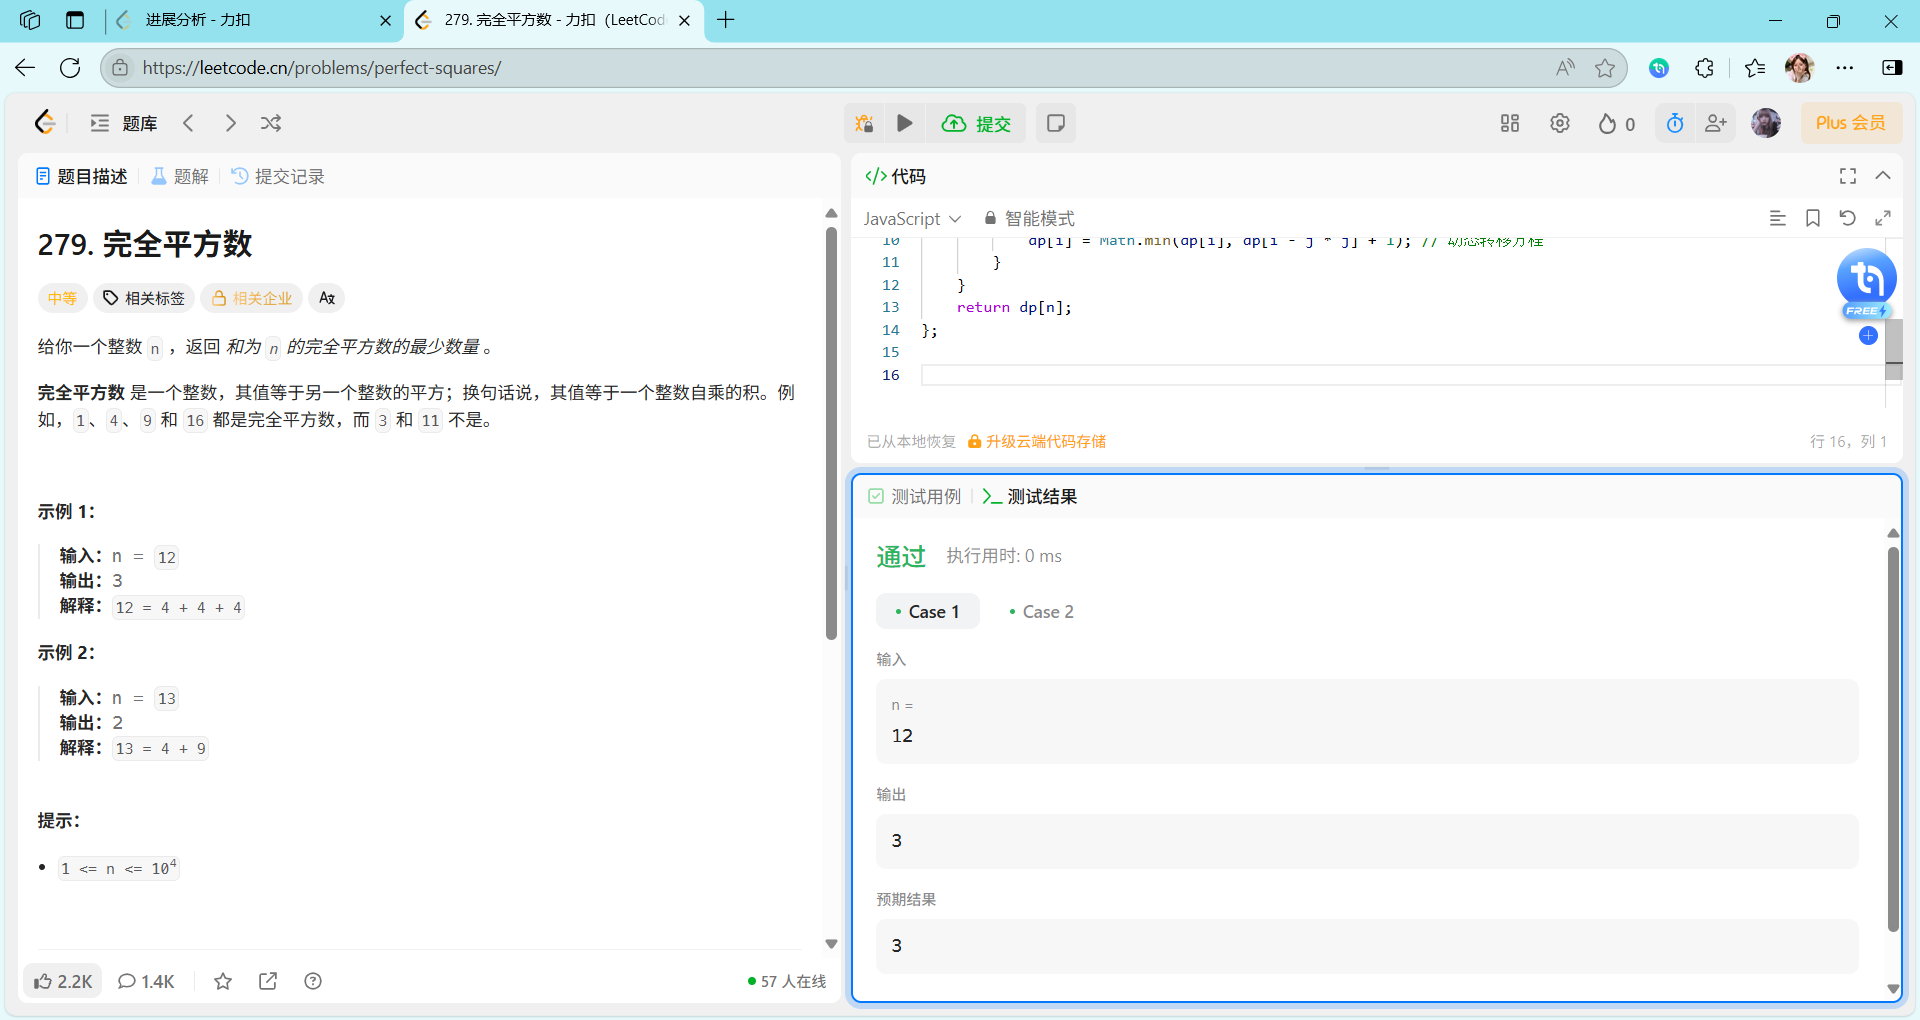 进展分析 - 力扣
279. 完全平方数 - 力扣（LeetCod
https://leetcode.cn/problems/perfect-squares/
题库
提交
0
Plus 会员
题目描述
题解
提交记录
279. 完全平方数
中等
相关标签
相关企业
给你一个整数 n ，返回 和为 n 的完全平方数的最少数量 。
完全平方数 是一个整数，其值等于另一个整数的平方；换句话说，其值等于一个整数自乘的积。例
如，1、4、9 和 16 都是完全平方数，而 3 和 11 不是。
示例 1：
输入：n = 12
输出：3
解释：12 = 4 + 4 + 4
示例 2：
输入：n = 13
输出：2
解释：13 = 4 + 9
提示：
• 1 <= n <= 10⁴
2.2K
1.4K
57 人在线
代码
JavaScript
智能模式
10 dp[i] = Math.min(dp[i], dp[i - j * j] + 1); // 动态转移方程
11 }
12 }
13 return dp[n];
14 };
15
16
FREE
已从本地恢复
升级云端代码存储
行 16，列 1
测试用例
测试结果
通过
执行用时: 0 ms
Case 1
Case 2
输入
n =
12
输出
3
预期结果
3